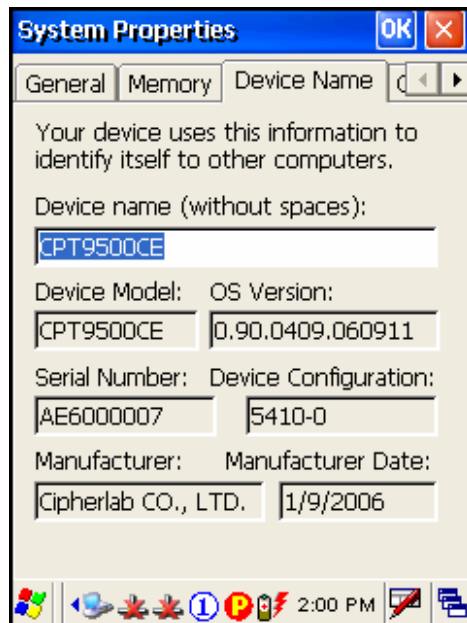 System Properties OK
General Memory Device Name
Your device uses this information to
identify itself to other computers.
Device name (without spaces):
CPT9500CE
Device Model: OS Version:
CPT9500CE 0.90.0409.060911
Serial Number: Device Configuration:
AE6000007 5410-0
Manufacturer: Manufacturer Date:
Cipherlab CO., LTD. 1/9/2006
1 P 2:00 PM